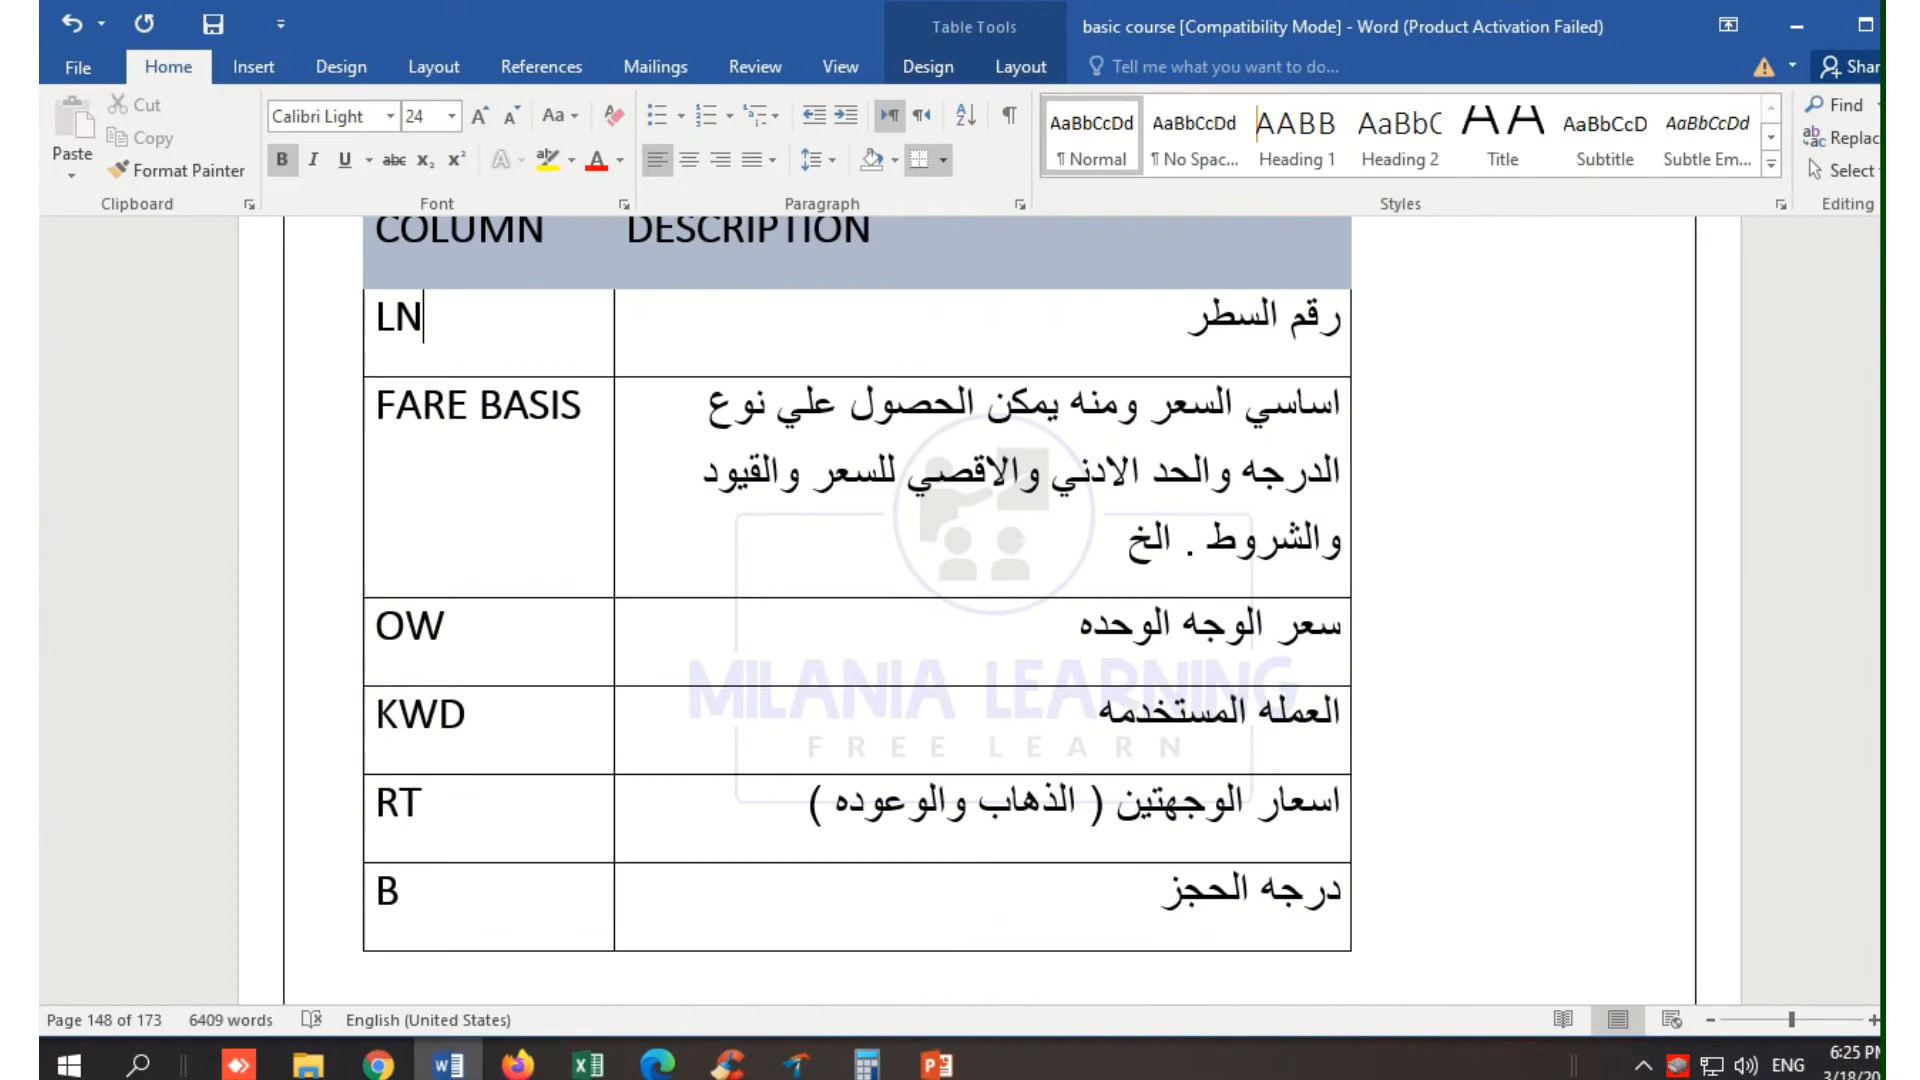 basic course [Compatibility Mode] - Word (Product Activation Failed)
Table Tools
File Home Insert Design Layout References Mailings Review View Design Layout Tell me what you want to do...
Cut
Copy
Paste
Format Painter
Clipboard
Calibri Light 24
Font
Paragraph
AaBbCcDd AaBbCcDd AABB AaBbC AA AaBbCcD AaBbCcDd
¶ Normal ¶ No Spac... Heading 1 Heading 2 Title Subtitle Subtle Em...
Styles
Find
Replac
Select
Editing
COLUMN DESCRIPTION
LN رقم السطر
FARE BASIS اساسي السعر ومنه يمكن الحصول علي نوع
الدرجه والحد الادني والاقصي للسعر والقيود
والشروط . الخ
OW سعر الوجه الوحده
KWD العمله المستخدمه
RT اسعار الوجهتين ( الذهاب والوعوده )
B درجه الحجز
MILANIA LEARNING
FREE LEARN
Page 148 of 173 6409 words English (United States)
ENG
6:25 PM